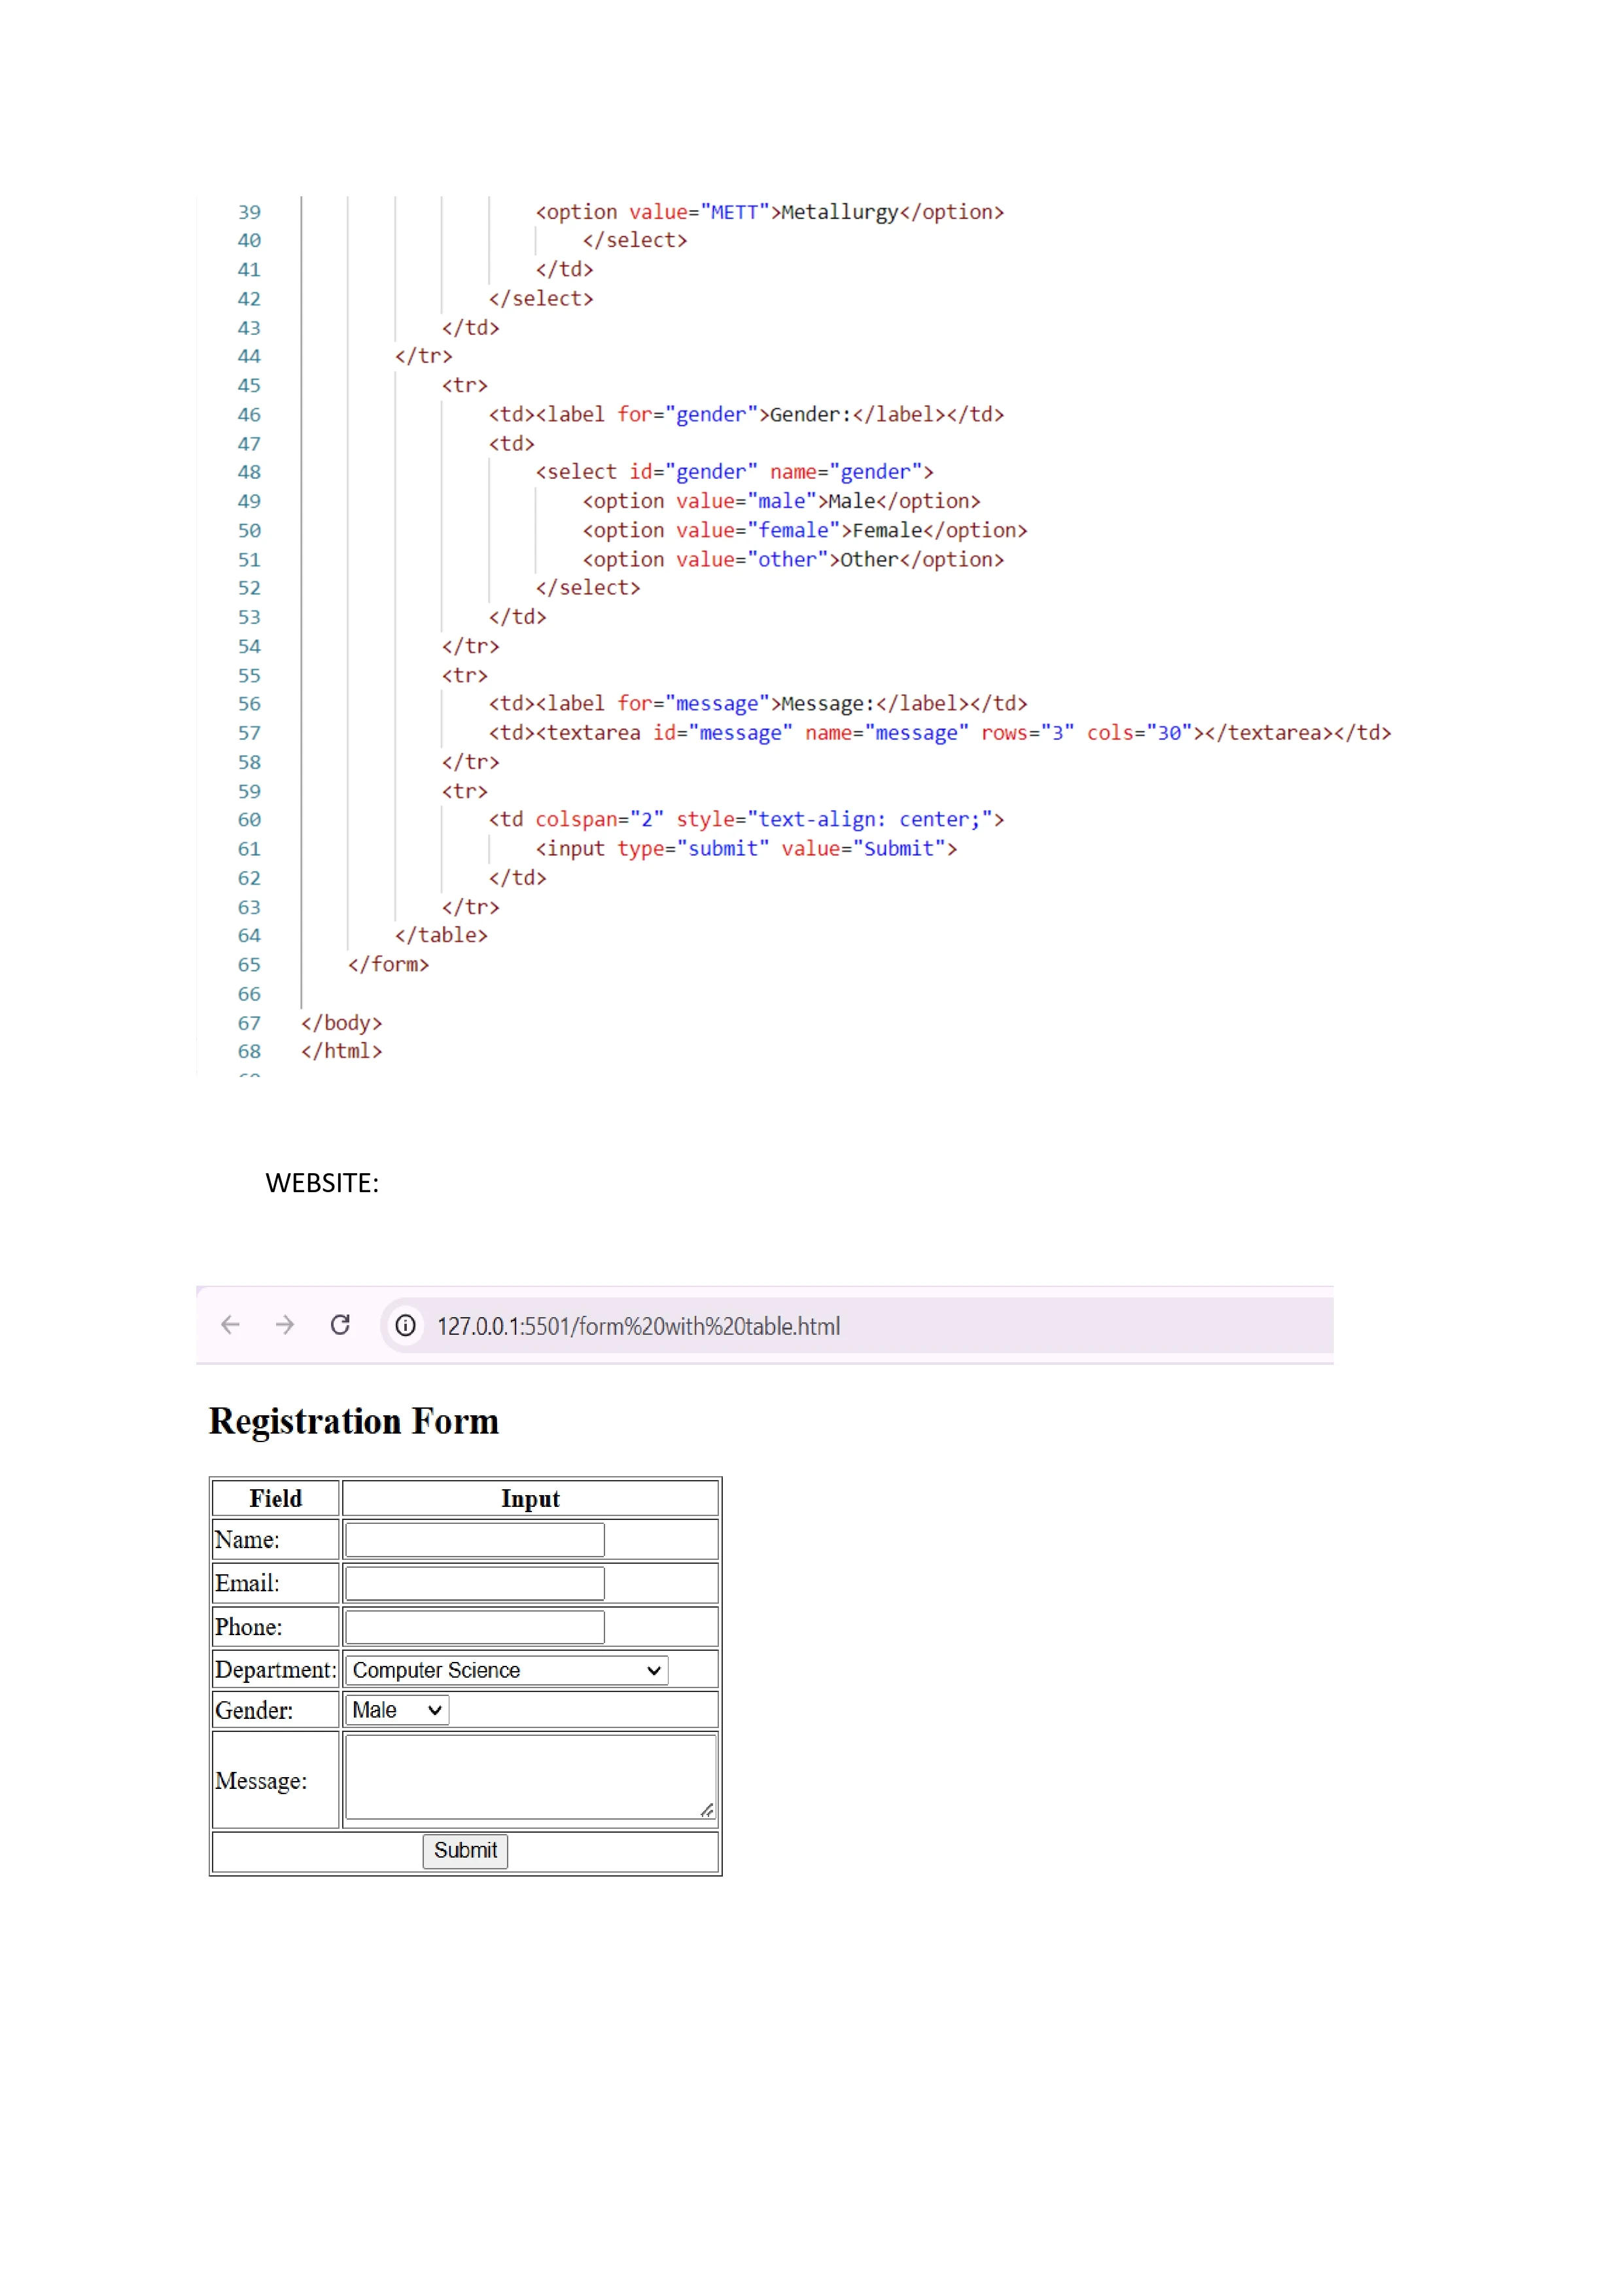 39 <option value="METT">Metallurgy</option>
40 </select>
41 </td>
42 </select>
43 </td>
44 </tr>
45 <tr>
46 <td><label for="gender">Gender:</label></td>
47 <td>
48 <select id="gender" name="gender">
49 <option value="male">Male</option>
50 <option value="female">Female</option>
51 <option value="other">Other</option>
52 </select>
53 </td>
54 </tr>
55 <tr>
56 <td><label for="message">Message:</label></td>
57 <td><textarea id="message" name="message" rows="3" cols="30"></textarea></td>
58 </tr>
59 <tr>
60 <td colspan="2" style="text-align: center;">
61 <input type="submit" value="Submit">
62 </td>
63 </tr>
64 </table>
65 </form>
66
67 </body>
68 </html>
WEBSITE:
127.0.0.1:5501/form%20with%20table.html
Registration Form
Field Input
Name:
Email:
Phone:
Department: Computer Science
Gender: Male
Message:
Submit